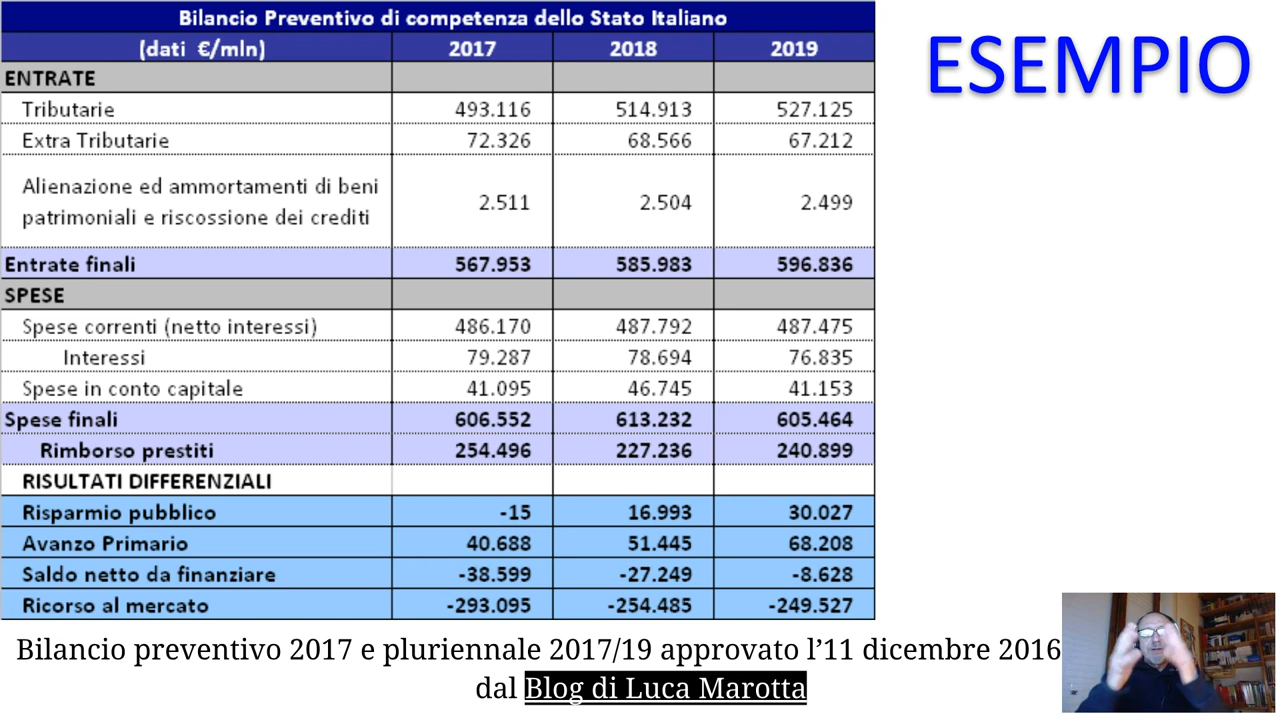 Bilancio Preventivo di competenza dello Stato Italiano
(dati €/mln) 2017 2018 2019
ENTRATE
Tributarie 493.116 514.913 527.125
Extra Tributarie 72.326 68.566 67.212
Alienazione ed ammortamenti di beni
patrimoniali e riscossione dei crediti 2.511 2.504 2.499
Entrate finali 567.953 585.983 596.836
SPESE
Spese correnti (netto interessi) 486.170 487.792 487.475
Interessi 79.287 78.694 76.835
Spese in conto capitale 41.095 46.745 41.153
Spese finali 606.552 613.232 605.464
Rimborso prestiti 254.496 227.236 240.899
RISULTATI DIFFERENZIALI
Risparmio pubblico -15 16.993 30.027
Avanzo Primario 40.688 51.445 68.208
Saldo netto da finanziare -38.599 -27.249 -8.628
Ricorso al mercato -293.095 -254.485 -249.527
ESEMPIO
Bilancio preventivo 2017 e pluriennale 2017/19 approvato l’11 dicembre 2016
dal Blog di Luca Marotta